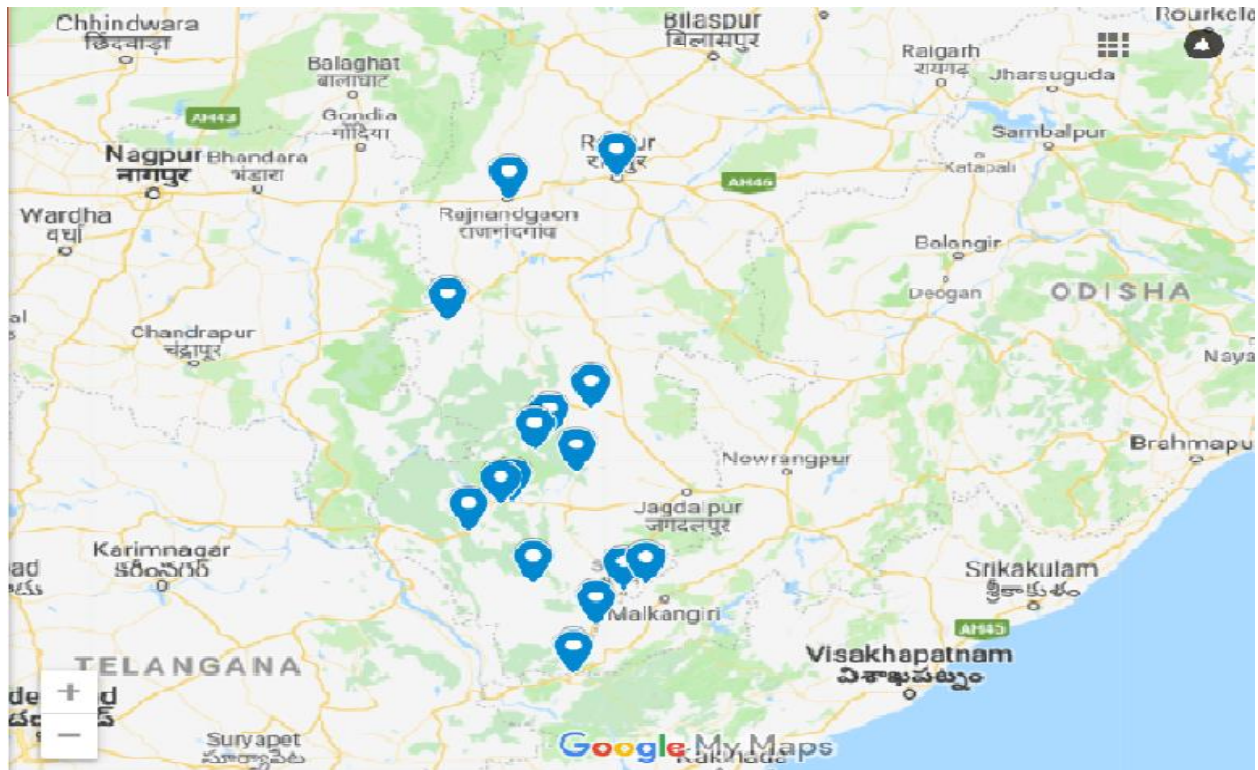 Chhindwara
छिंदवाड़ा
Balaghat
बालाघाट
Gondia
गोंदिया
AH43
Nagpur
नागपुर
Bhandara
भंडारा
Wardha
वर्धा
Bilaspur
बिलासपुर
Raigarh
रायगढ़
Jharsuguda
Rourkela
Sambalpur
Katapali
AH46
Rajnandgaon
राजनांदगांव
Balangir
Deogan
ODISHA
Chandrapur
चंद्रपुर
Naya
Brahmapu
Nowrangpur
Jagdalpur
जगदलपुर
Karimnagar
కరీంనగర్
Srikakulam
శ్రీకాకుళం
Malkangiri
AH45
TELANGANA
Visakhapatnam
విశాఖపట్నం
+
−
Suryapet
సూర్యాపేట
Google My Maps
Kakinada